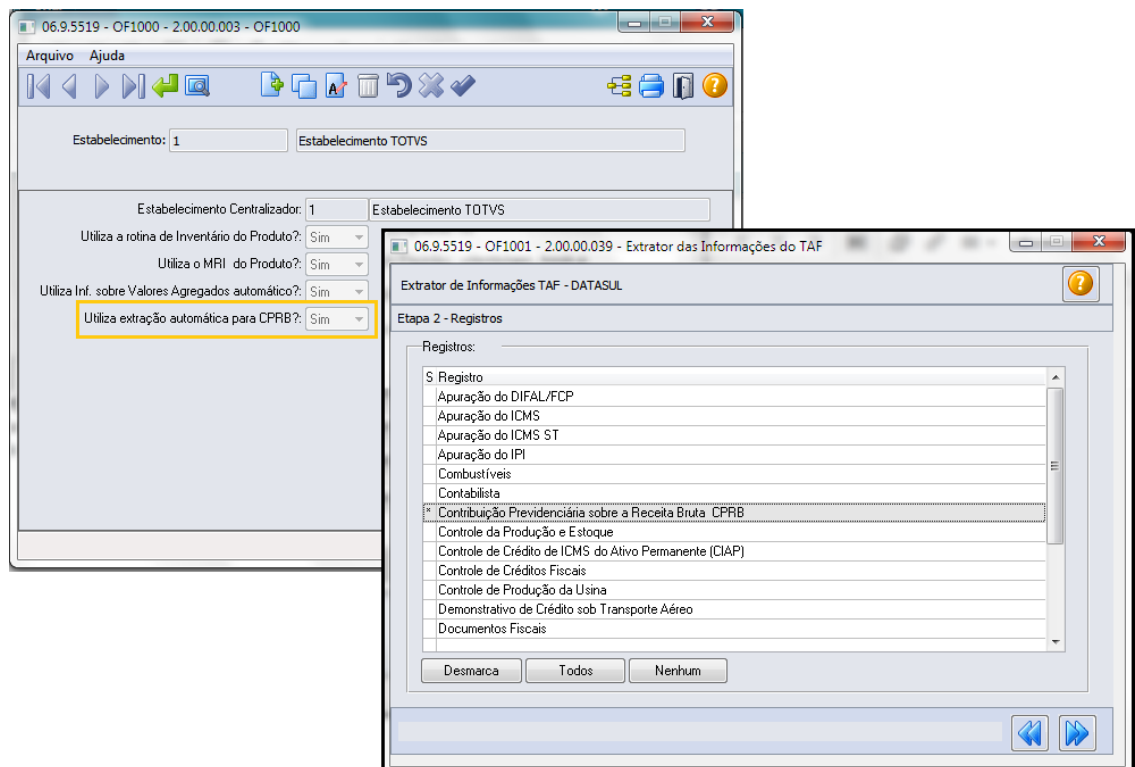 06.9.5519 - OF1000 - 2.00.00.003 - OF1000
Arquivo Ajuda
Estabelecimento: 1 Estabelecimento TOTVS
Estabelecimento Centralizador: 1 Estabelecimento TOTVS
Utiliza a rotina de Inventário do Produto?: Sim
Utiliza o MRI do Produto?: Sim
Utiliza Inf. sobre Valores Agregados automático?: Sim
Utiliza extração automática para CPRB?: Sim
06.9.5519 - OF1001 - 2.00.00.039 - Extrator das Informações do TAF
Extrator de Informações TAF - DATASUL
Etapa 2 - Registros
Registros:
S Registro
Apuração do DIFAL/FCP
Apuração do ICMS
Apuração do ICMS ST
Apuração do IPI
Combustíveis
Contabilista
* Contribuição Previdenciária sobre a Receita Bruta CPRB
Controle da Produção e Estoque
Controle de Crédito de ICMS do Ativo Permanente (CIAP)
Controle de Créditos Fiscais
Controle de Produção da Usina
Demonstrativo de Crédito sob Transporte Aéreo
Documentos Fiscais
Desmarca Todos Nenhum